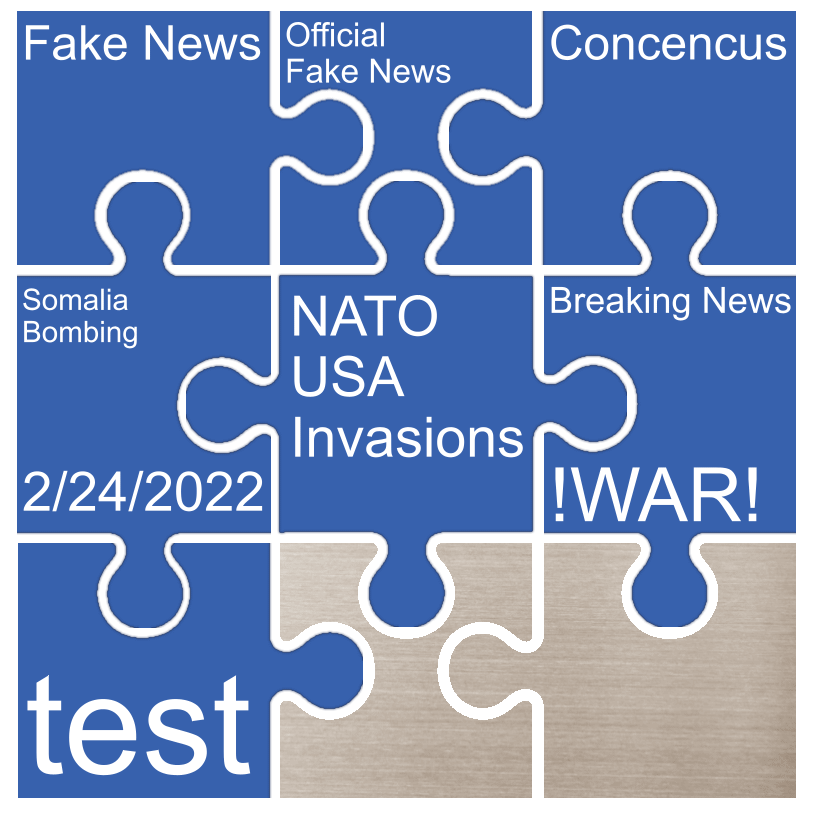 Fake News
Official
Fake News
Concencus
Somalia
Bombing
2/24/2022
NATO
USA
Invasions
Breaking News
!WAR!
test